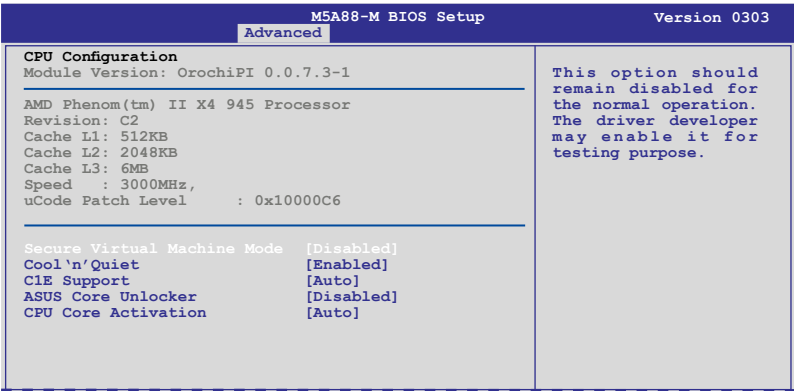 M5A88-M BIOS Setup Version 0303
Advanced
CPU Configuration
Module Version: OrochiPI 0.0.7.3-1
AMD Phenom(tm) II X4 945 Processor
Revision: C2
Cache L1: 512KB
Cache L2: 2048KB
Cache L3: 6MB
Speed : 3000MHz,
uCode Patch Level : 0x10000C6
Secure Virtual Machine Mode [Disabled]
Cool‘n’Quiet [Enabled]
C1E Support [Auto]
ASUS Core Unlocker [Disabled]
CPU Core Activation [Auto]
This option should
remain disabled for
the normal operation.
The driver developer
may enable it for
testing purpose.